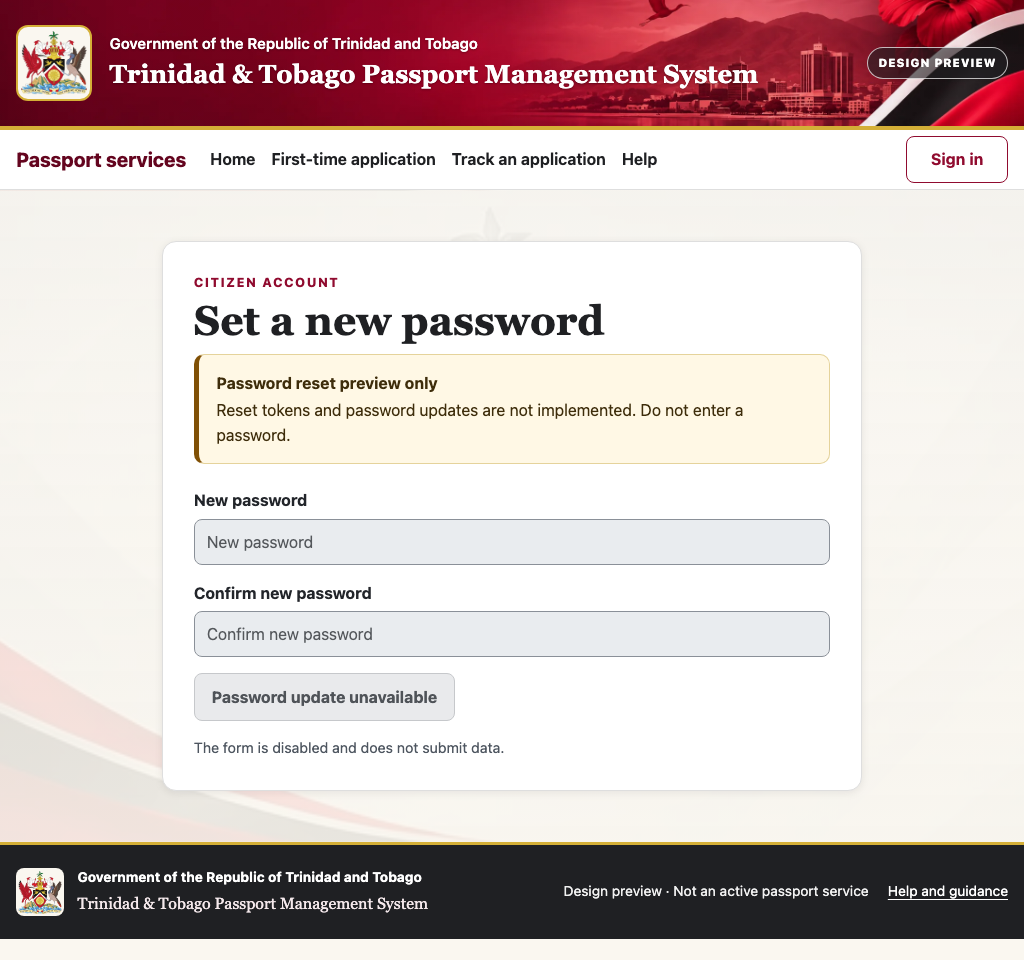 Government of the Republic of Trinidad and Tobago
Trinidad & Tobago Passport Management System
DESIGN PREVIEW
Passport services
Home
First-time application
Track an application
Help
Sign in
CITIZEN ACCOUNT
Set a new password
Password reset preview only
Reset tokens and password updates are not implemented. Do not enter a
password.
New password
New password
Confirm new password
Confirm new password
Password update unavailable
The form is disabled and does not submit data.
Government of the Republic of Trinidad and Tobago
Trinidad & Tobago Passport Management System
Design preview · Not an active passport service
Help and guidance